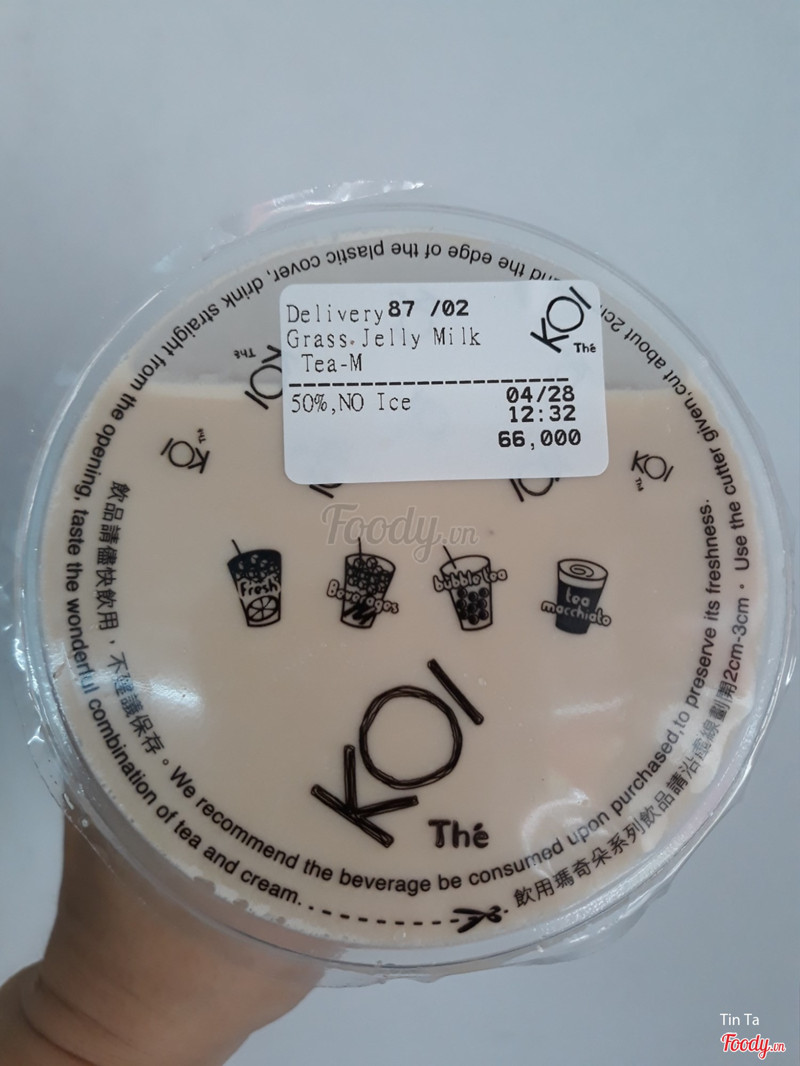 Delivery 87 /02
Grass Jelly Milk
Tea-M
50%,NO Ice
04/28
12:32
66,000
KOI
Thé
KOI
Thé
KOI
Thé
KOI
Thé
Foody.vn
fresh
Beverages
bubble tea
tea
macchiato
KOI
Thé
飲品請儘快飲用，不建議保存。We recommend the beverage be consumed upon purchased,to preserve its freshness.
飲用瑪奇朵系列飲品請沿虛線劃開2cm-3cm。 Use the cutter given,cut about 2cm
and the edge of the plastic cover, drink straight from the opening, taste the wonderful combination of tea and cream.
Tin Ta
Foody.vn